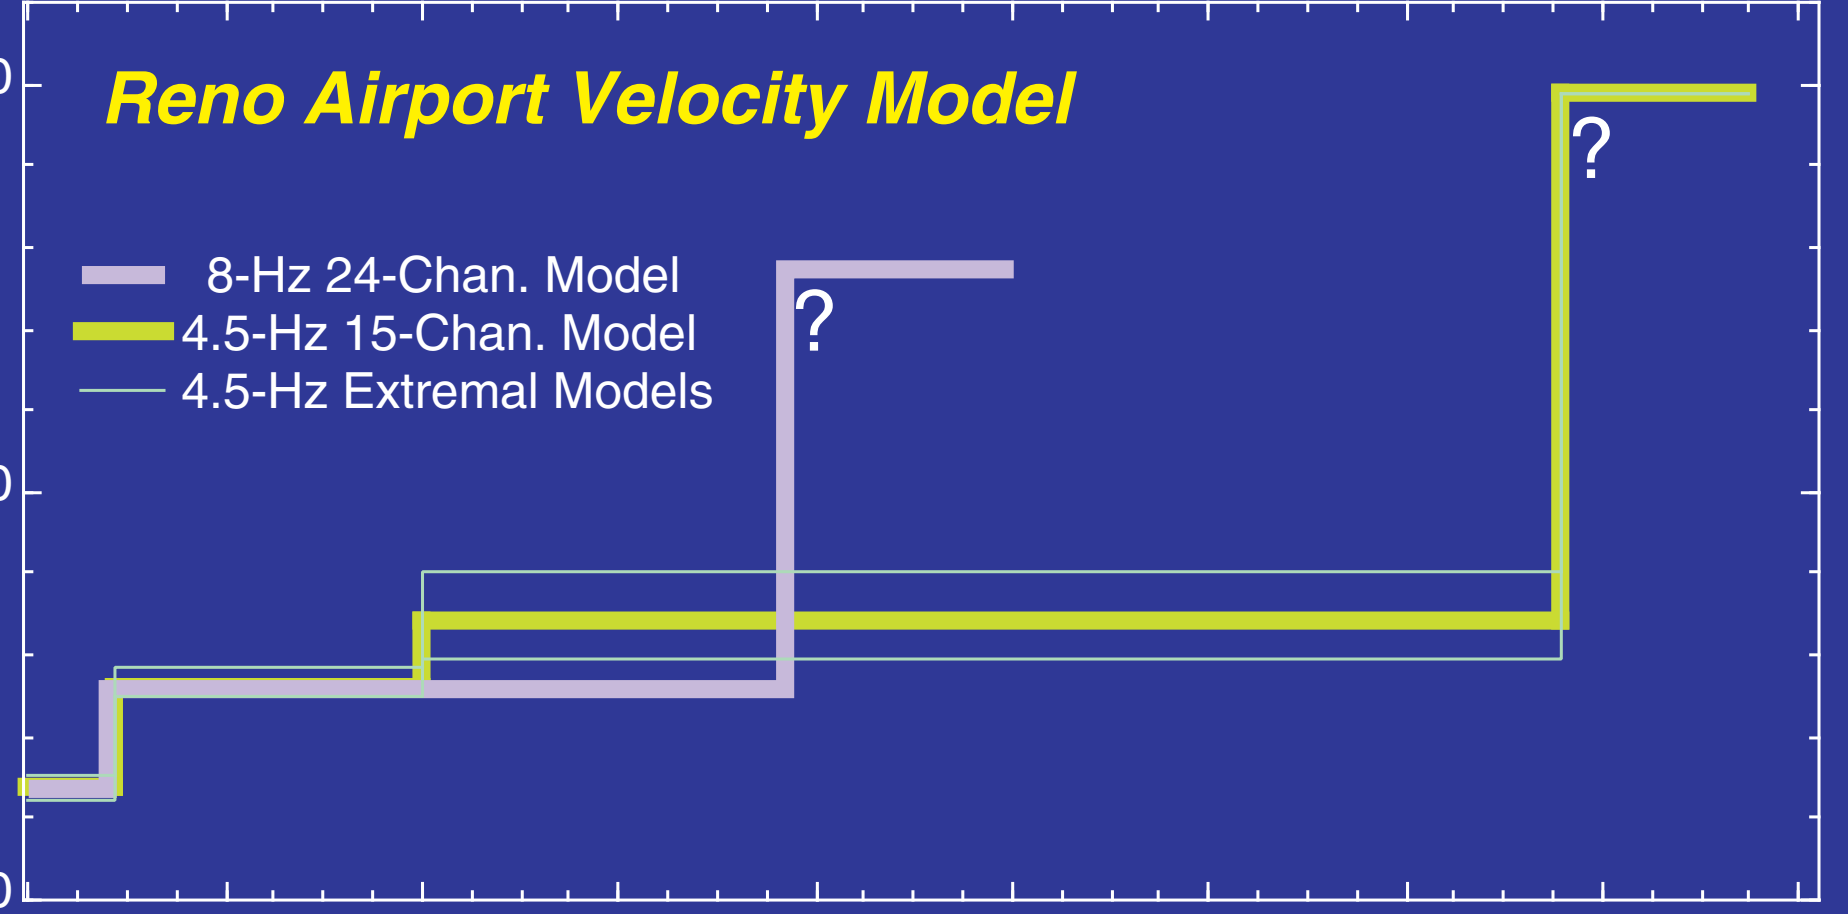 Reno Airport Velocity Model
?
8-Hz 24-Chan. Model
?
4.5-Hz 15-Chan. Model
4.5-Hz Extremal Models